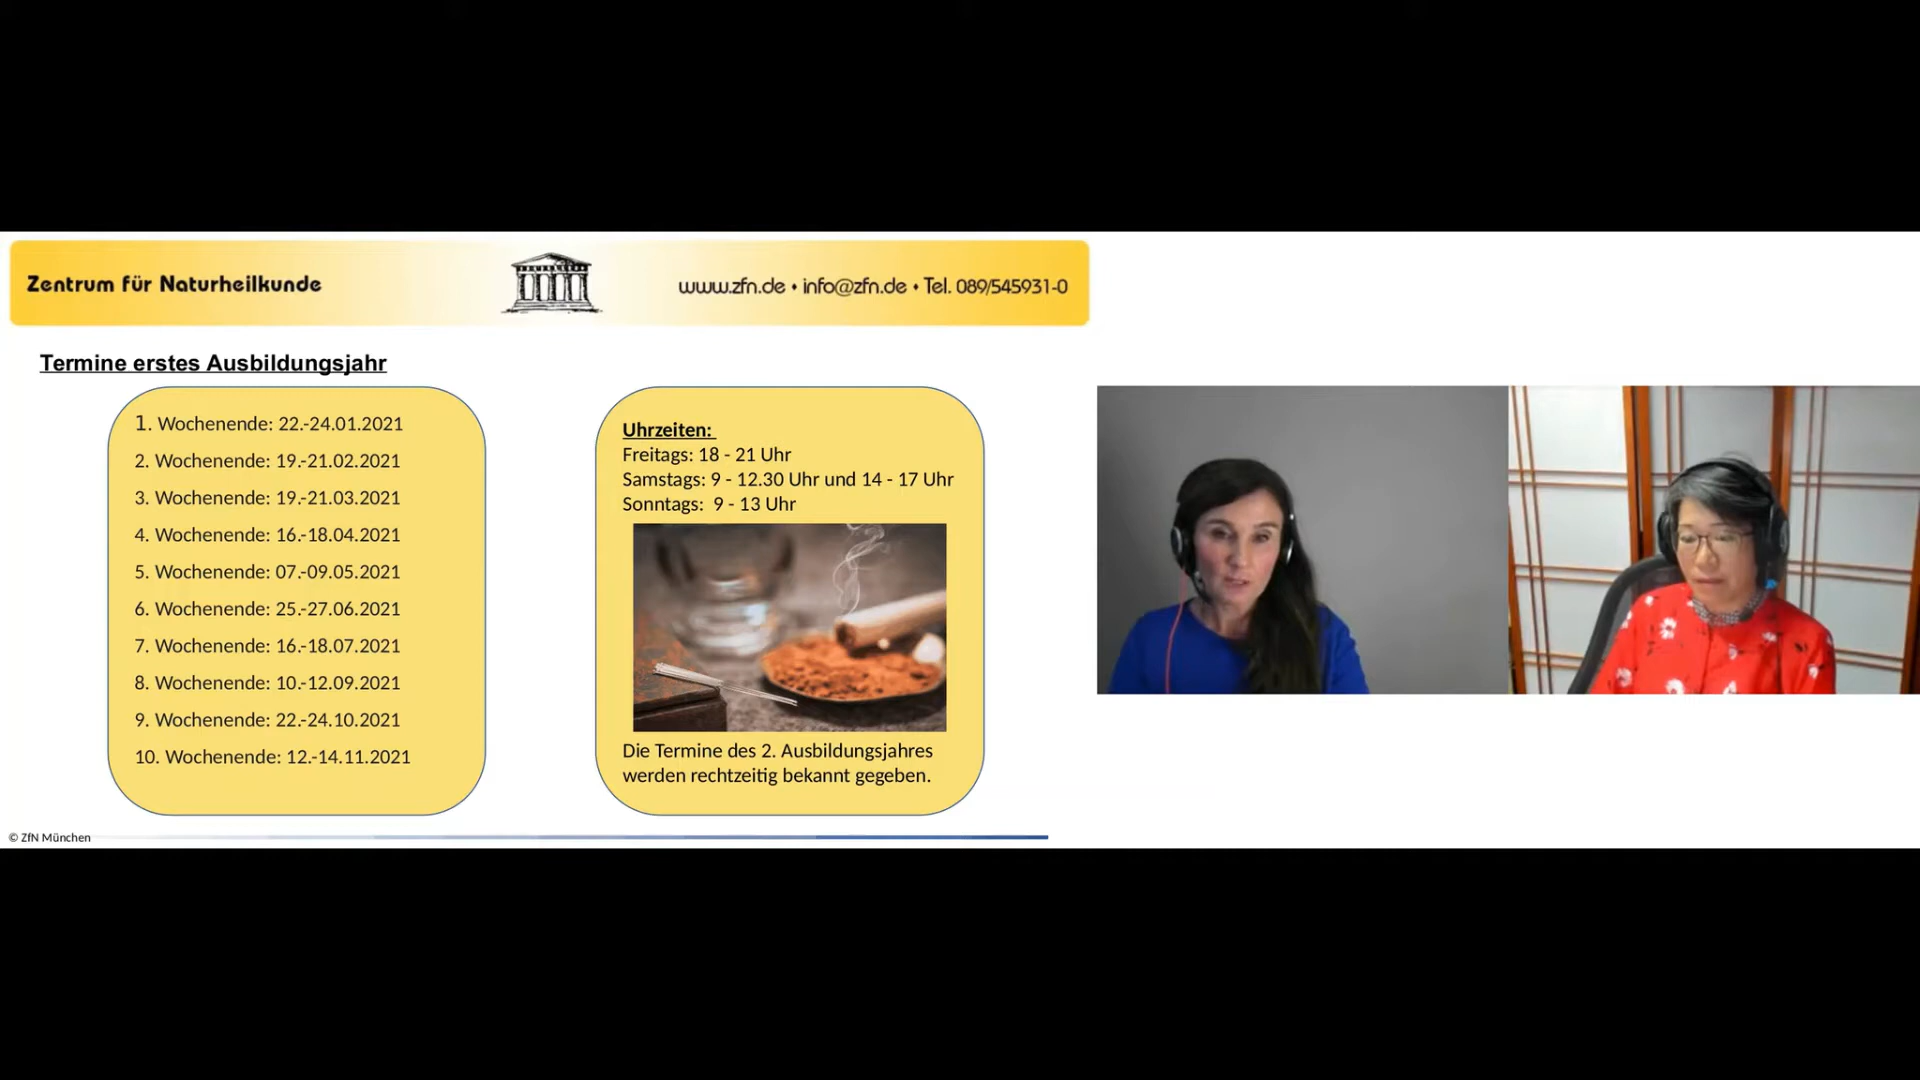 Zentrum für Naturheilkunde
www.zfn.de • info@zfn.de • Tel. 089/545931-0
Termine erstes Ausbildungsjahr
1. Wochenende: 22.-24.01.2021
2. Wochenende: 19.-21.02.2021
3. Wochenende: 19.-21.03.2021
4. Wochenende: 16.-18.04.2021
5. Wochenende: 07.-09.05.2021
6. Wochenende: 25.-27.06.2021
7. Wochenende: 16.-18.07.2021
8. Wochenende: 10.-12.09.2021
9. Wochenende: 22.-24.10.2021
10. Wochenende: 12.-14.11.2021
Uhrzeiten:
Freitags: 18 - 21 Uhr
Samstags: 9 - 12.30 Uhr und 14 - 17 Uhr
Sonntags: 9 - 13 Uhr
Die Termine des 2. Ausbildungsjahres
werden rechtzeitig bekannt gegeben.
© ZfN München